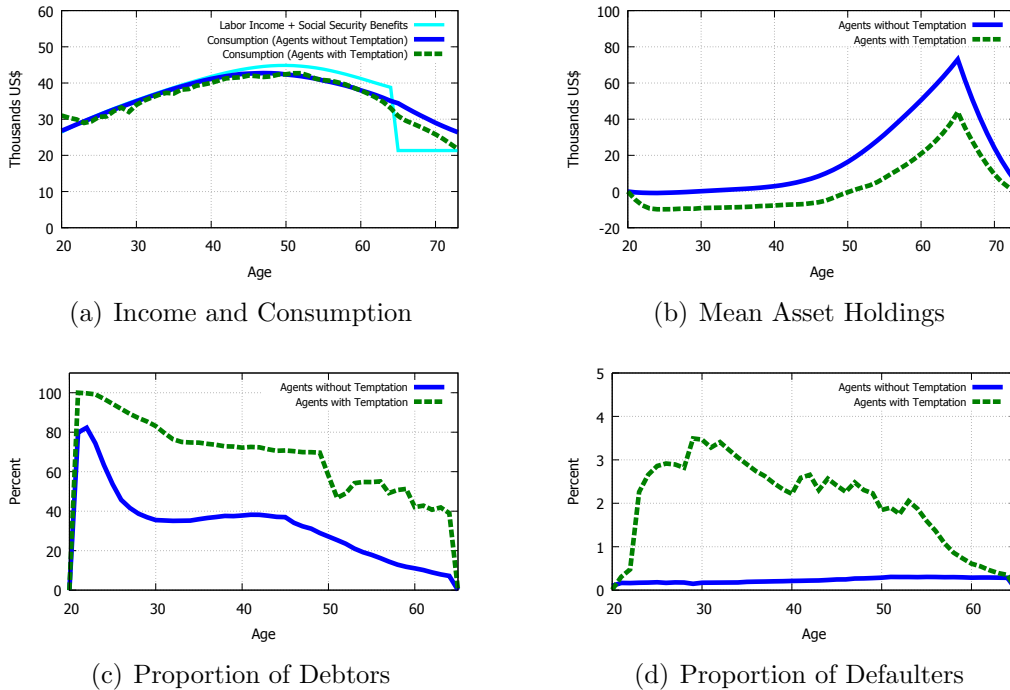 Thousands US$
60
50
40
30
20
10
0
Labor Income + Social Security Benefits
Consumption (Agents without Temptation)
Consumption (Agents with Temptation)
20 30 40 50 60 70
Age
(a) Income and Consumption
Thousands US$
100
80
60
40
20
0
-20
Agents without Temptation
Agents with Temptation
20 30 40 50 60 70
Age
(b) Mean Asset Holdings
Percent
100
80
60
40
20
0
Agents without Temptation
Agents with Temptation
20 30 40 50 60
Age
(c) Proportion of Debtors
Percent
5
4
3
2
1
0
Agents without Temptation
Agents with Temptation
20 30 40 50 60
Age
(d) Proportion of Defaulters